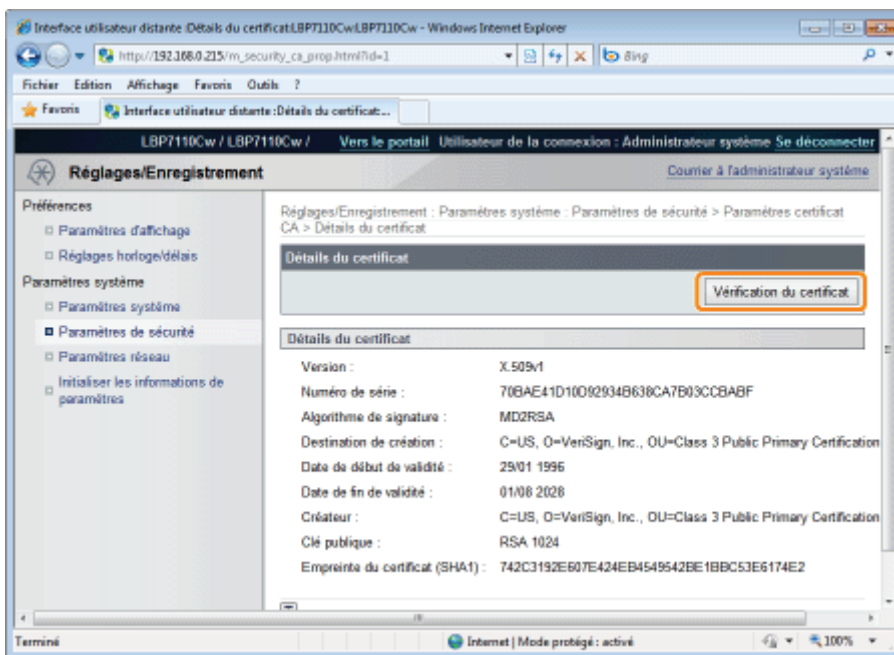 Interface utilisateur distante :Détails du certificat:LBP7110Cw:LBP7110Cw - Windows Internet Explorer
http://192.168.0.215/m_security_ca_prop.html?id=1
Bing
Fichier Edition Affichage Favoris Outils ?
Favoris
Interface utilisateur distante :Détails du certificat:...
LBP7110Cw / LBP7110Cw / Vers le portail Utilisateur de la connexion : Administrateur système Se déconnecter
Réglages/Enregistrement
Courrier à l'administrateur système
Préférences
Paramètres d'affichage
Réglages horloge/délais
Paramètres système
Paramètres système
Paramètres de sécurité
Paramètres réseau
Initialiser les informations de
paramètres
Réglages/Enregistrement : Paramètres système : Paramètres de sécurité > Paramètres certificat
CA > Détails du certificat
Détails du certificat
Vérification du certificat
Détails du certificat
Version : X.509v1
Numéro de série : 70BAE41D10D92934B638CA7B03CCBABF
Algorithme de signature : MD2RSA
Destination de création : C=US, O=VeriSign, Inc., OU=Class 3 Public Primary Certification
Date de début de validité : 29/01 1996
Date de fin de validité : 01/08 2028
Créateur : C=US, O=VeriSign, Inc., OU=Class 3 Public Primary Certification
Clé publique : RSA 1024
Empreinte du certificat (SHA1) : 742C3192E607E424EB4549542BE1BBC53E6174E2
Terminé
Internet | Mode protégé : activé
100%